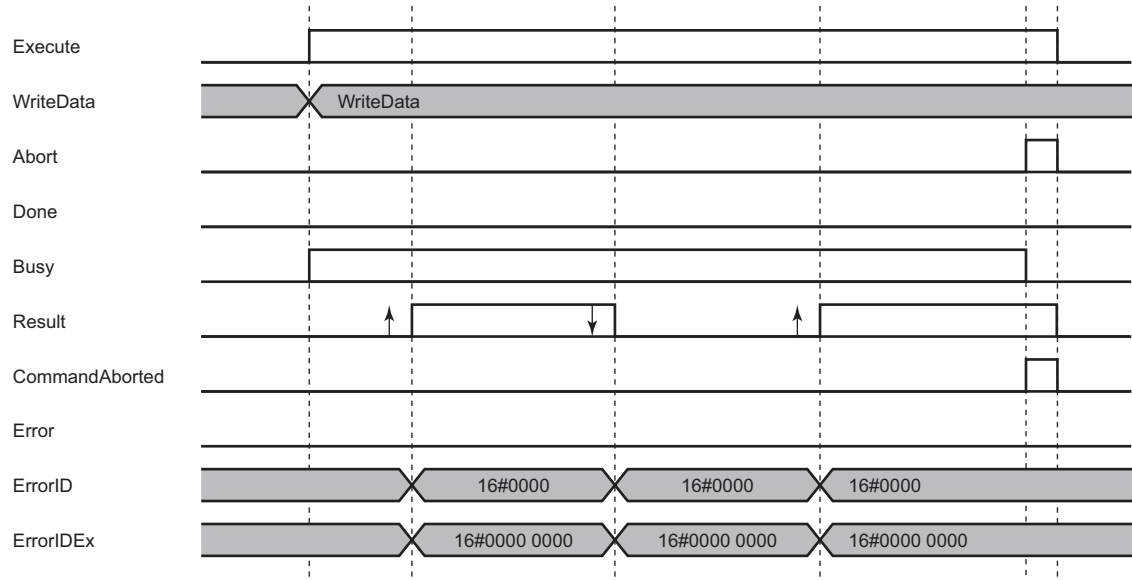 Execute
WriteData
WriteData
Abort
Done
Busy
Result
CommandAborted
Error
ErrorID
16#0000
16#0000
16#0000
ErrorIDEx
16#0000 0000
16#0000 0000
16#0000 0000